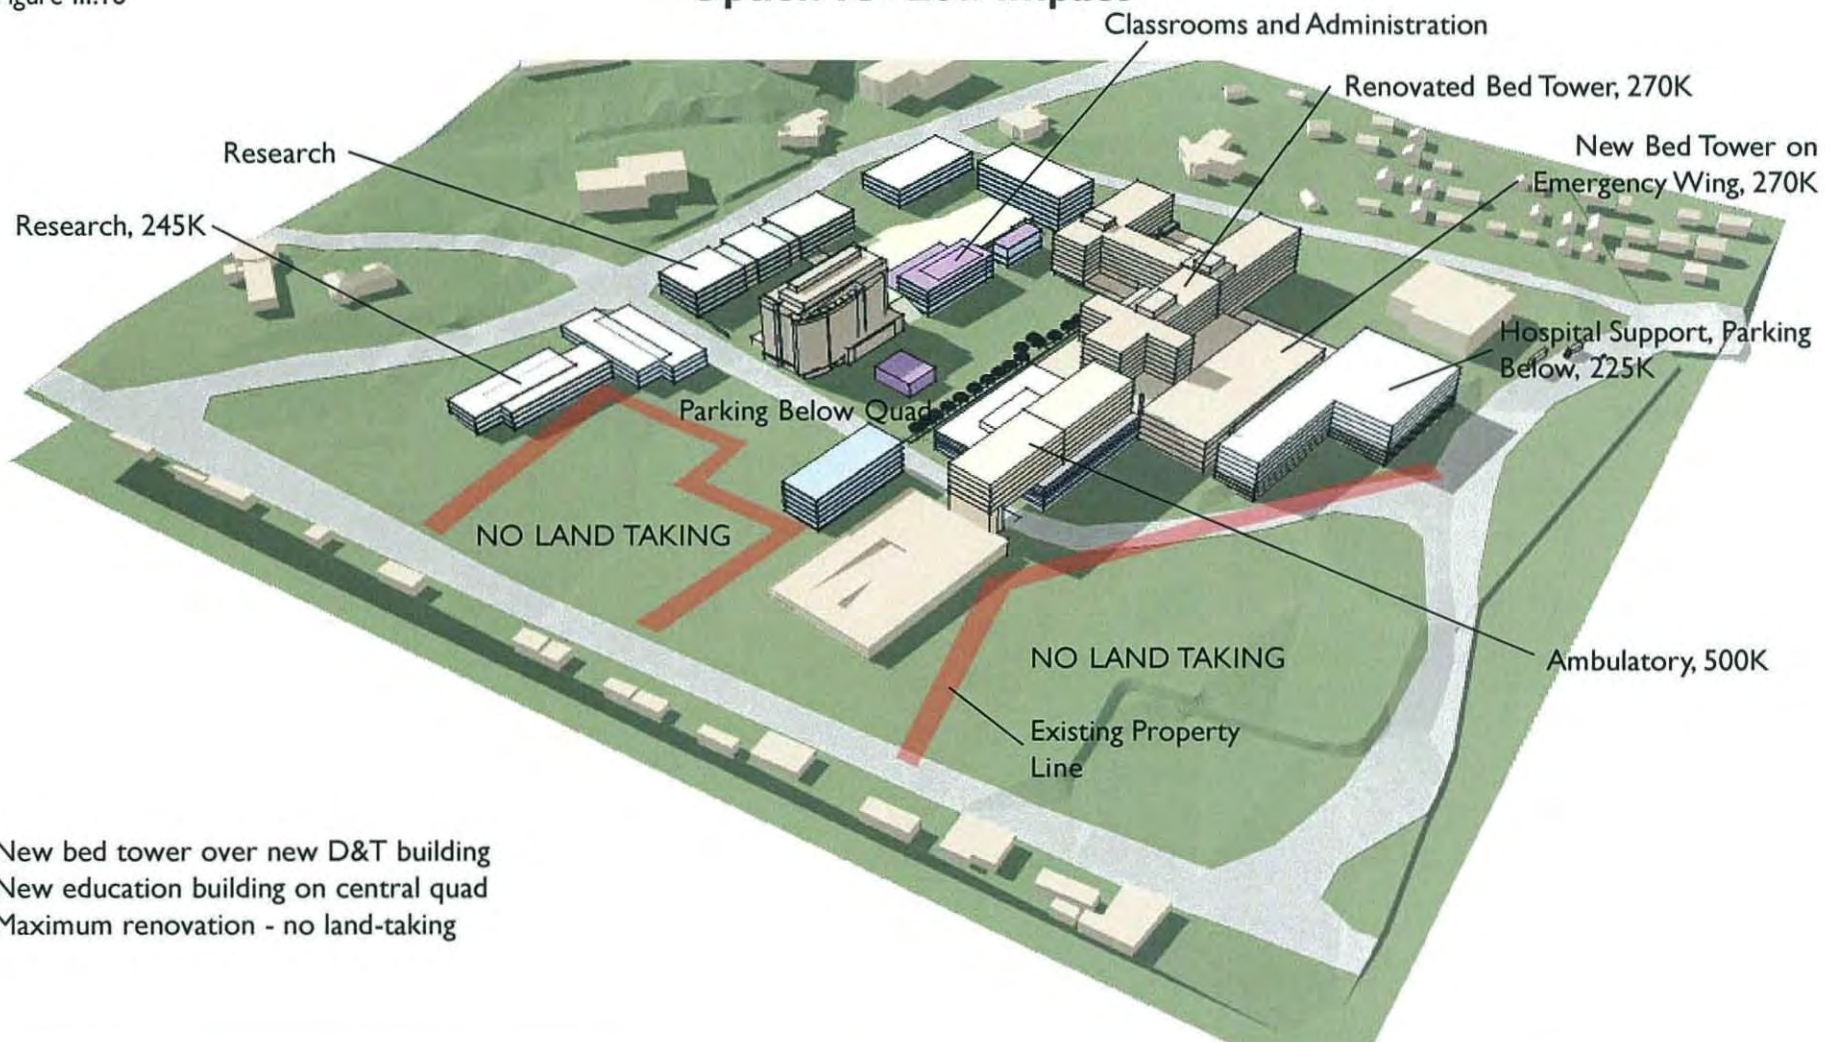 Classrooms and Administration
Renovated Bed Tower, 270K
New Bed Tower on
Emergency Wing, 270K
Research
Research, 245K
Hospital Support, Parking
Below, 225K
Parking Below Quad
NO LAND TAKING
NO LAND TAKING
Ambulatory, 500K
Existing Property
Line
New bed tower over new D&T building
New education building on central quad
Maximum renovation - no land-taking